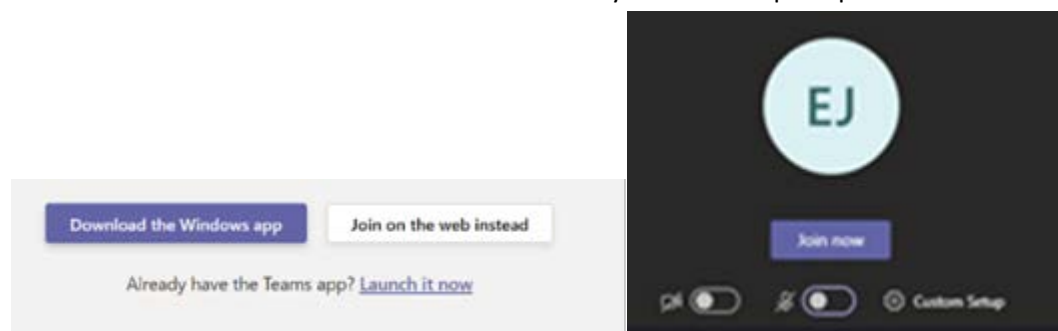 Download the Windows app
Join on the web instead
Already have the Teams app? Launch it now
EJ
Join now
Custom Setup